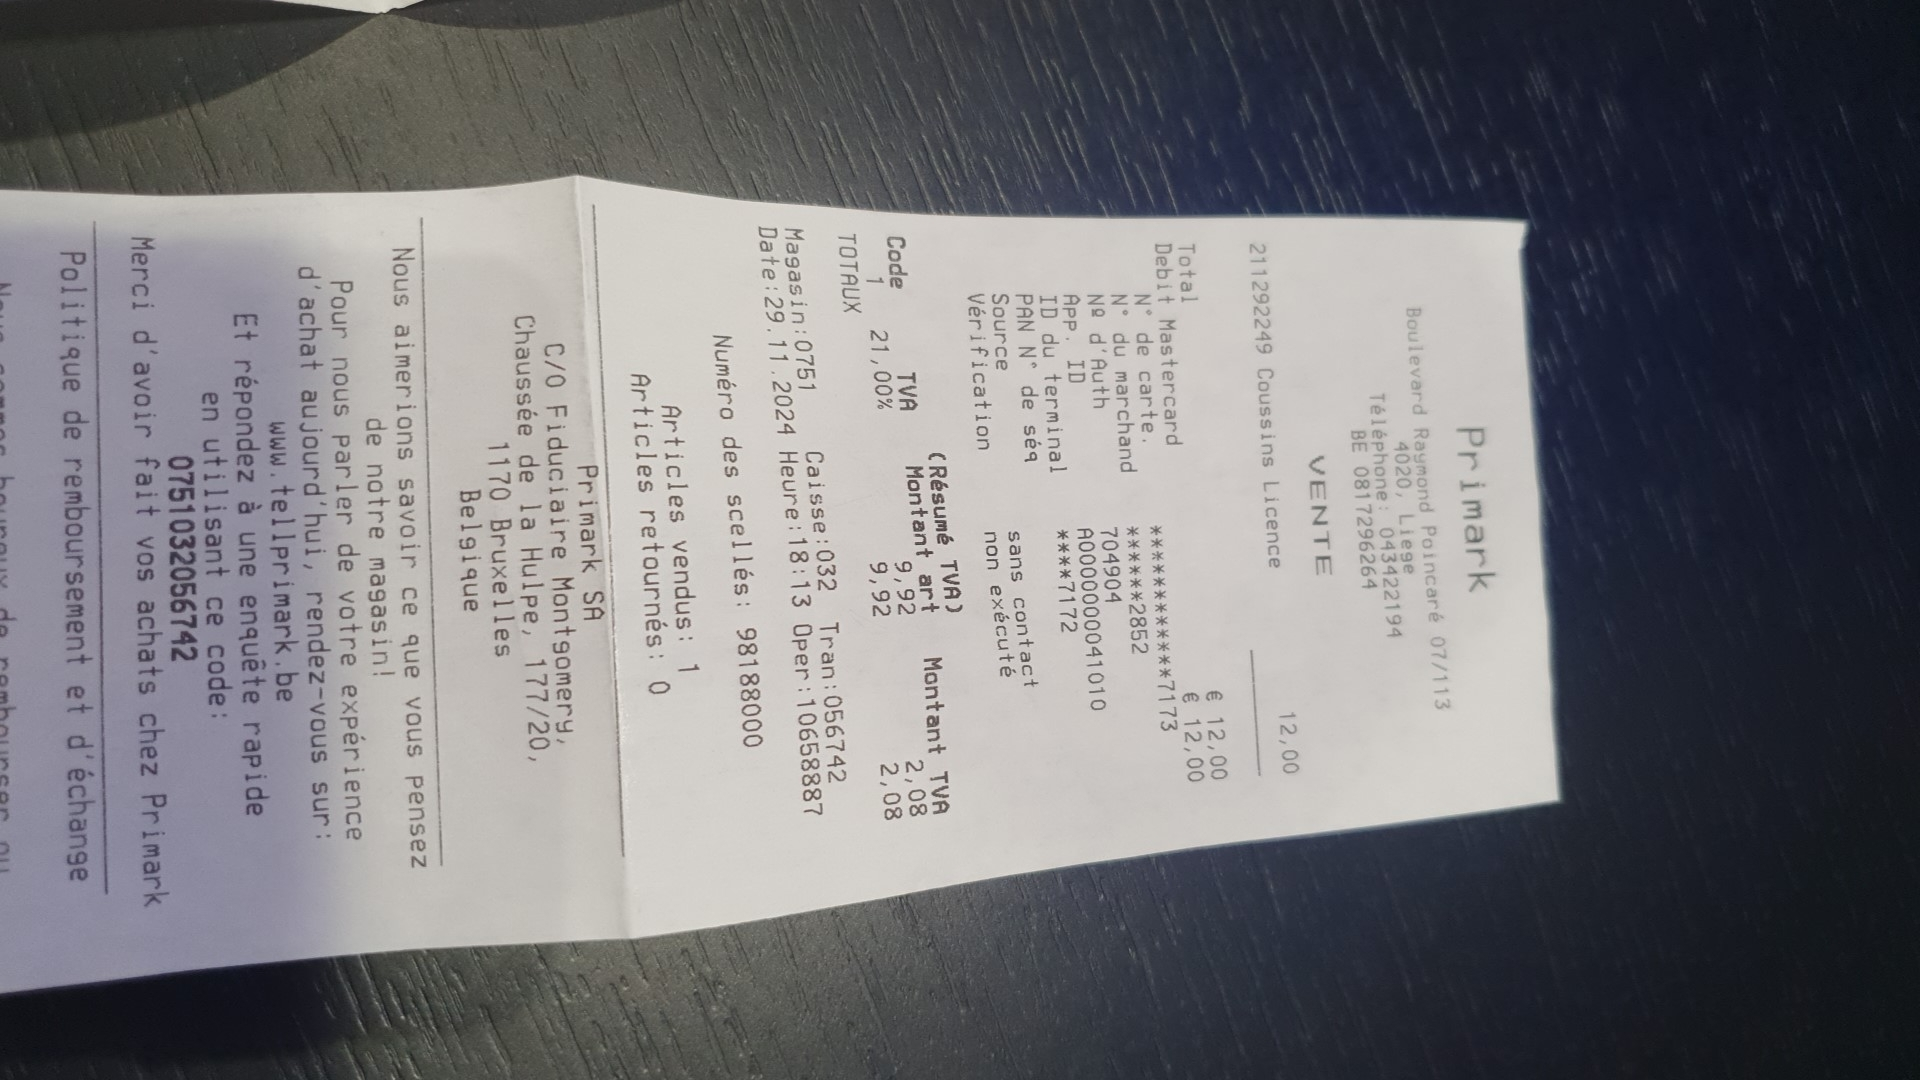 Primark
Boulevard Raymond Poincaré 07/113
4020, Liege
Téléphone: 043422194
BE 0817296264
VENTE
211292249 Coussins Licence 12,00
Total € 12,00
Debit Mastercard € 12,00
N° de carte. ************7173
N° du marchand ******2852
Nº d'Auth 704904
App. ID A0000000041010
ID du terminal ****7172
PAN N° de séq
Source sans contact
Vérification non exécuté
(Résumé TVA)
Code TVA Montant art Montant TVA
1 21,00% 9,92 2,08
TOTAUX 9,92 2,08
Magasin:0751 Caisse:032 Tran:056742
Date:29.11.2024 Heure:18:13 Oper:10658887
Numéro des scellés: 98188000
Articles vendus: 1
Articles retournés: 0
Primark SA
C/O Fiduciaire Montgomery,
Chaussée de la Hulpe, 177/20,
1170 Bruxelles
Belgique
Nous aimerions savoir ce que vous pensez
de notre magasin!
Pour nous parler de votre expérience
d'achat aujourd'hui, rendez-vous sur:
www.tellprimark.be
Et répondez à une enquête rapide
en utilisant ce code:
075103205674​2
Merci d'avoir fait vos achats chez Primark
Politique de remboursement et d'échange